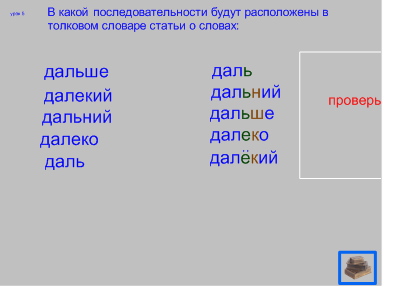 урок 5
В какой последовательности будут расположены в
толковом словаре статьи о словах:
дальше
далекий
дальний
далеко
даль
даль
дальний
дальше
далеко
далёкий
проверь